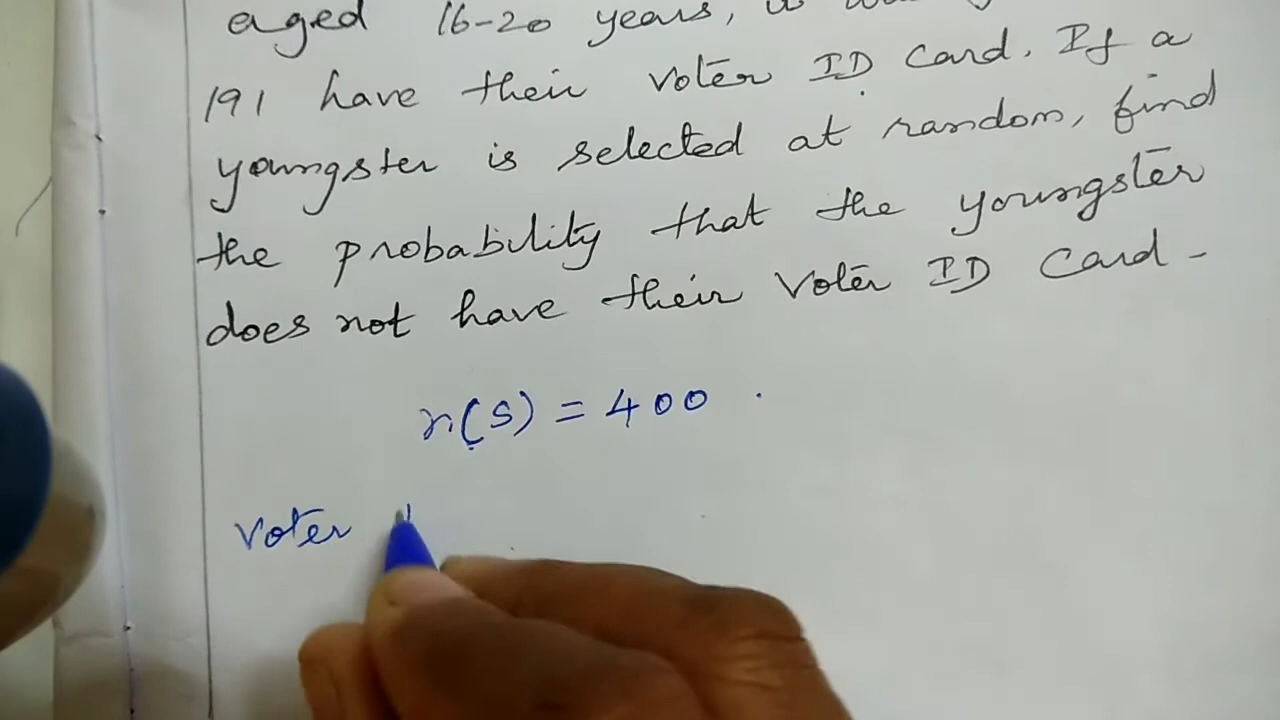 aged 16-20 years, it
191 have their Voter ID Card. If a
youngster is selected at random, find
the probability that the youngster
does not have their Voter ID Card.
n(S) = 400.
Voter